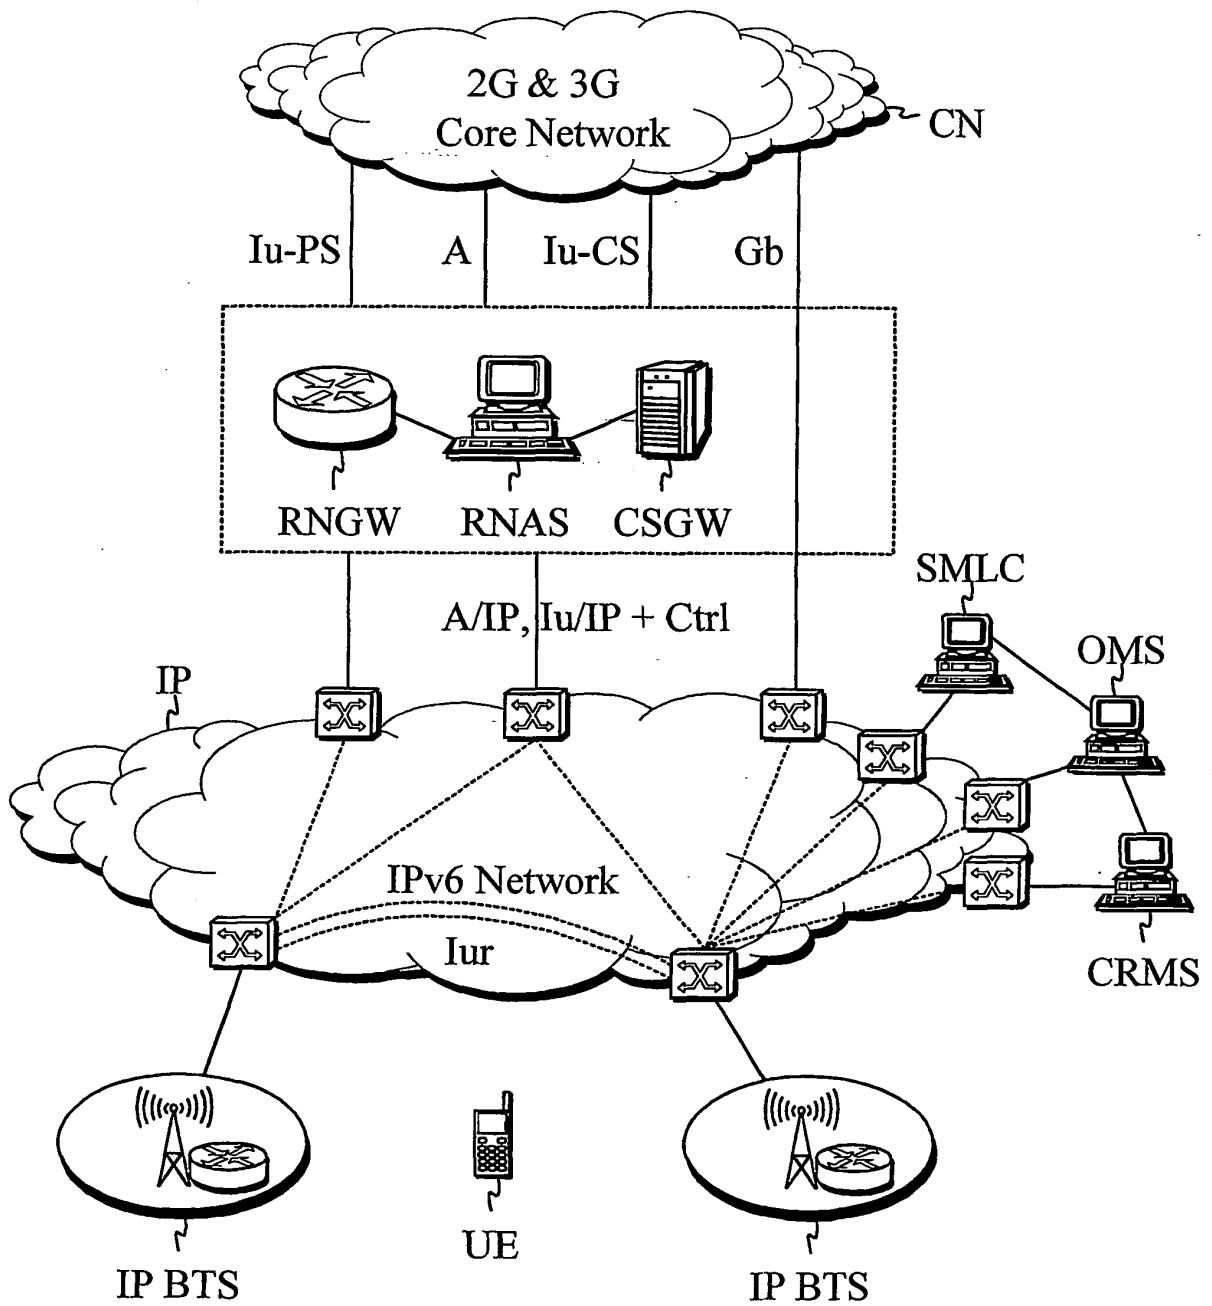 2G & 3G
Core Network
CN
Iu-PS
A
Iu-CS
Gb
RNGW
RNAS
CSGW
SMLC
A/IP, Iu/IP + Ctrl
OMS
IP
IPv6 Network
Iur
CRMS
UE
IP BTS
IP BTS